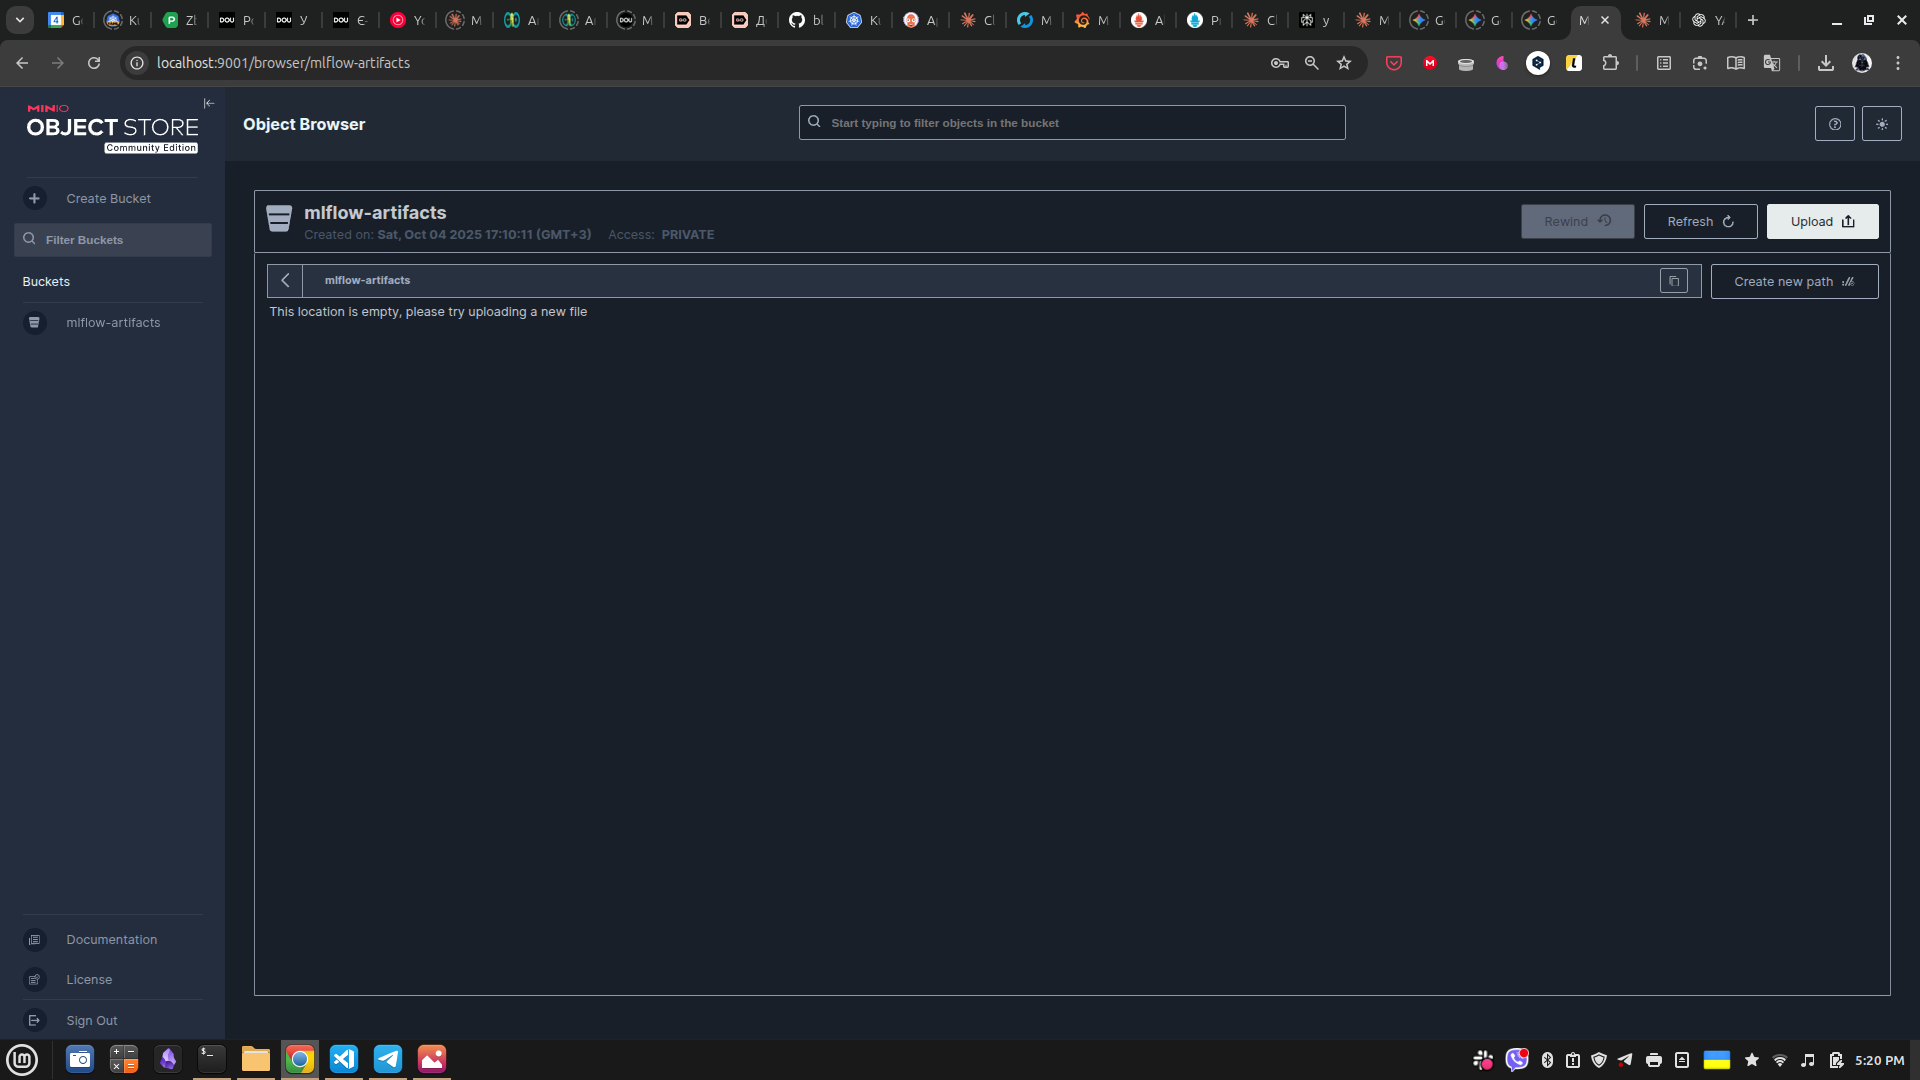 localhost:9001/browser/mlflow-artifacts
MINIO
OBJECT STORE
Community Edition
Create Bucket
Filter Buckets
Buckets
mlflow-artifacts
Documentation
License
Sign Out
Object Browser
Start typing to filter objects in the bucket
mlflow-artifacts
Created on: Sat, Oct 04 2025 17:10:11 (GMT+3) Access: PRIVATE
Rewind
Refresh
Upload
mlflow-artifacts
Create new path
This location is empty, please try uploading a new file
5:20 PM